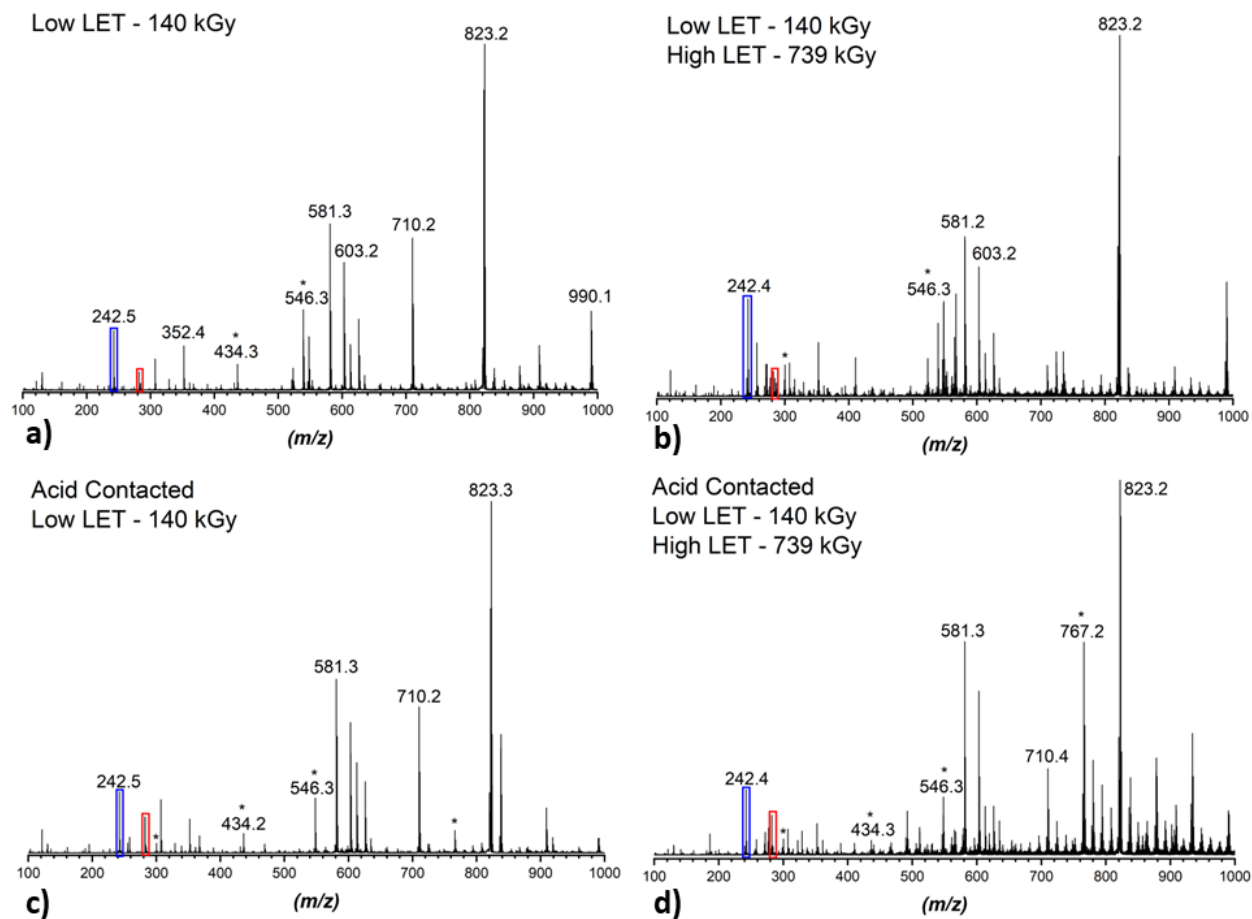 Low LET - 140 kGy
823.2
581.3
710.2
603.2
*
546.3
990.1
242.5
352.4
*
434.3
100 200 300 400 500 600 700 800 900 1000
a)
(m/z)
Low LET - 140 kGy
High LET - 739 kGy
823.2
581.2
603.2
*
546.3
242.4
*
100 200 300 400 500 600 700 800 900 1000
b)
(m/z)
Acid Contacted
Low LET - 140 kGy
823.3
581.3
710.2
*
546.3
242.5
*
434.2
*
*
100 200 300 400 500 600 700 800 900 1000
c)
(m/z)
Acid Contacted
Low LET - 140 kGy
High LET - 739 kGy
823.2
581.3
*
767.2
710.4
*
546.3
242.4
*
434.3
*
100 200 300 400 500 600 700 800 900 1000
d)
(m/z)